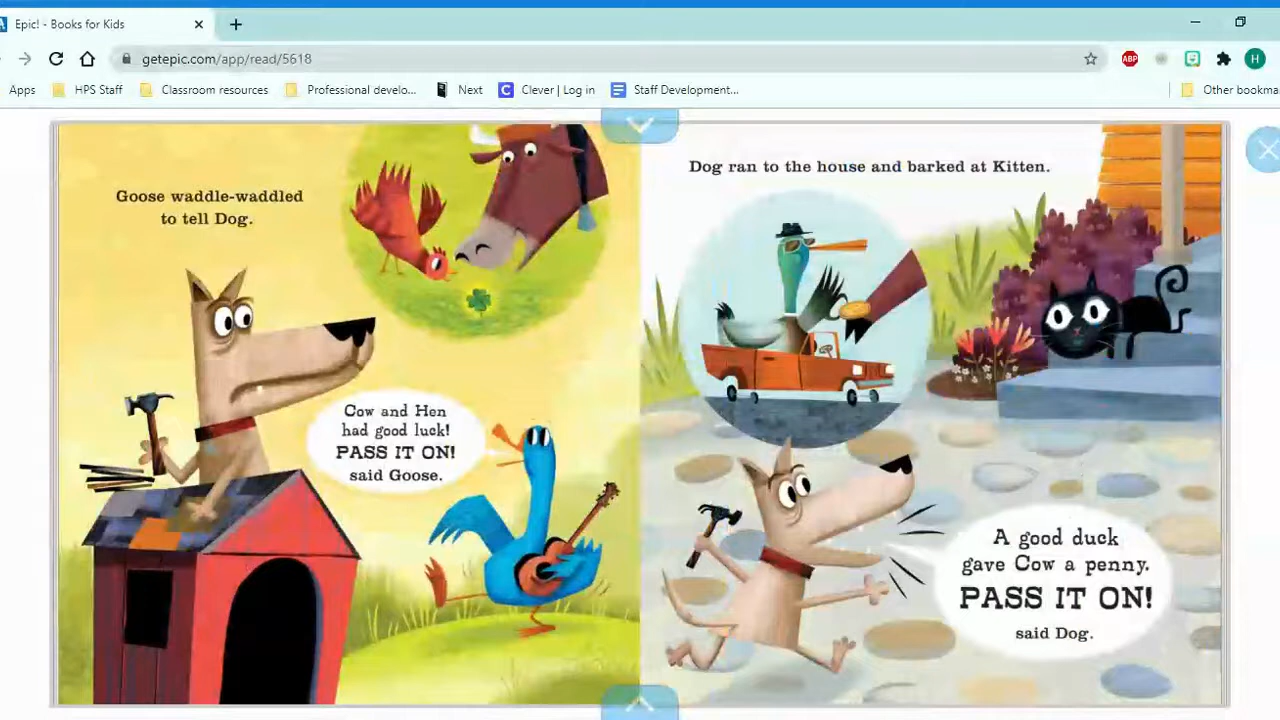 Epic! - Books for Kids
getepic.com/app/read/5618
ABP
H
Apps
HPS Staff
Classroom resources
Professional develo...
Next
C
Clever | Log in
Staff Development...
Other bookma
Goose waddle-waddled
to tell Dog.
Cow and Hen
had good luck!
PASS IT ON!
said Goose.
Dog ran to the house and barked at Kitten.
A good duck
gave Cow a penny.
PASS IT ON!
said Dog.